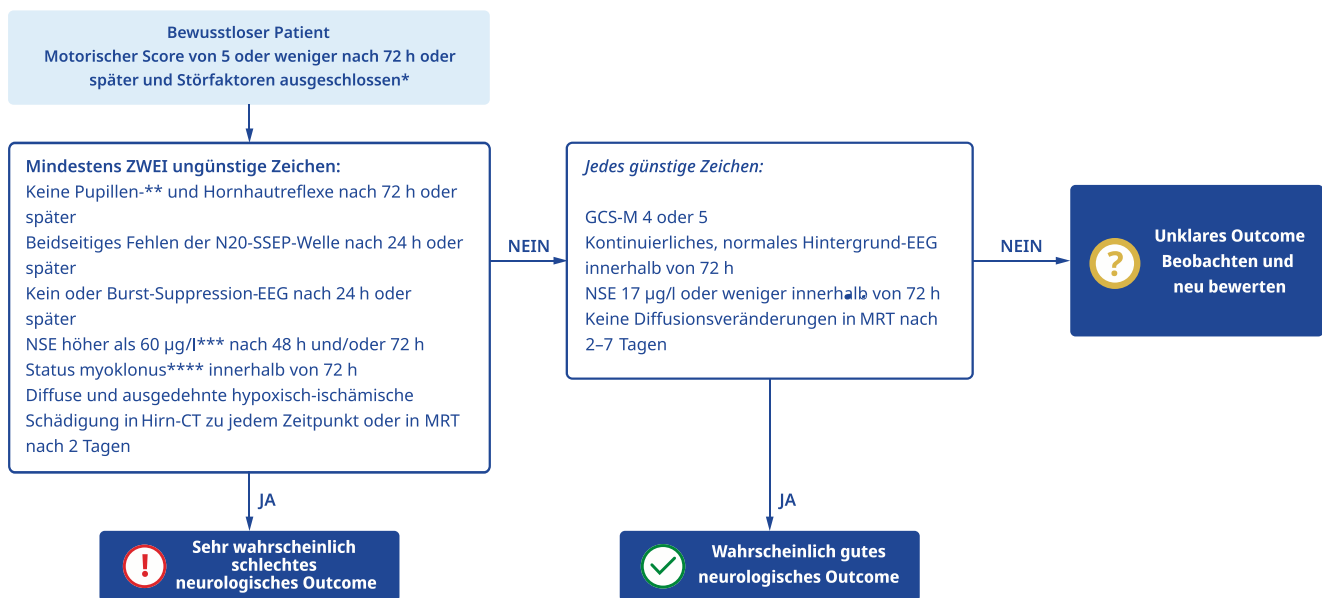 Bewusstloser Patient
Motorischer Score von 5 oder weniger nach 72 h oder
später und Störfaktoren ausgeschlossen*
Mindestens ZWEI ungünstige Zeichen:
Keine Pupillen-** und Hornhautreflexe nach 72 h oder
später
Beidseitiges Fehlen der N20-SSEP-Welle nach 24 h oder
später
Kein oder Burst-Suppression-EEG nach 24 h oder
später
NSE höher als 60 µg/l*** nach 48 h und/oder 72 h
Status myoklonus**** innerhalb von 72 h
Diffuse und ausgedehnte hypoxisch-ischämische
Schädigung in Hirn-CT zu jedem Zeitpunkt oder in MRT
nach 2 Tagen
NEIN
Jedes günstige Zeichen:
GCS-M 4 oder 5
Kontinuierliches, normales Hintergrund-EEG
innerhalb von 72 h
NSE 17 µg/l oder weniger innerhalb von 72 h
Keine Diffusionsveränderungen in MRT nach
2–7 Tagen
NEIN
?
Unklares Outcome
Beobachten und
neu bewerten
JA
!
Sehr wahrscheinlich
schlechtes
neurologisches Outcome
JA
Wahrscheinlich gutes
neurologisches Outcome